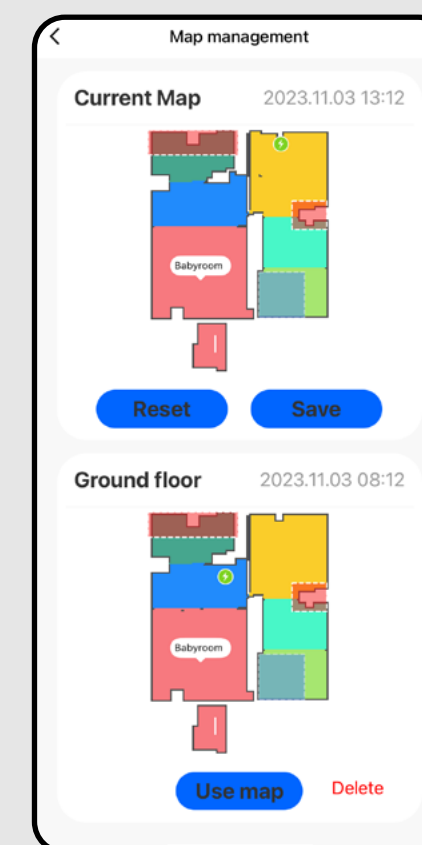 Map management
Current Map 2023.11.03 13:12
Babyroom
Reset Save
Ground floor 2023.11.03 08:12
Babyroom
Use map Delete